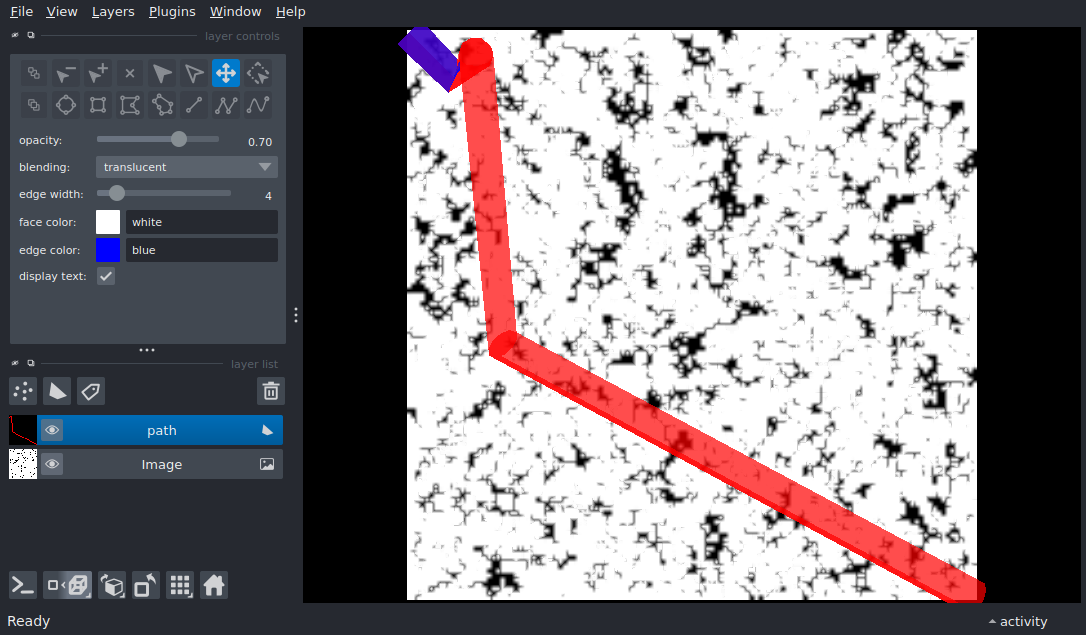 File View Layers Plugins Window Help
layer controls
opacity: 0.70
blending: translucent
edge width: 4
face color: white
edge color: blue
display text:
layer list
path
Image
Ready
activity